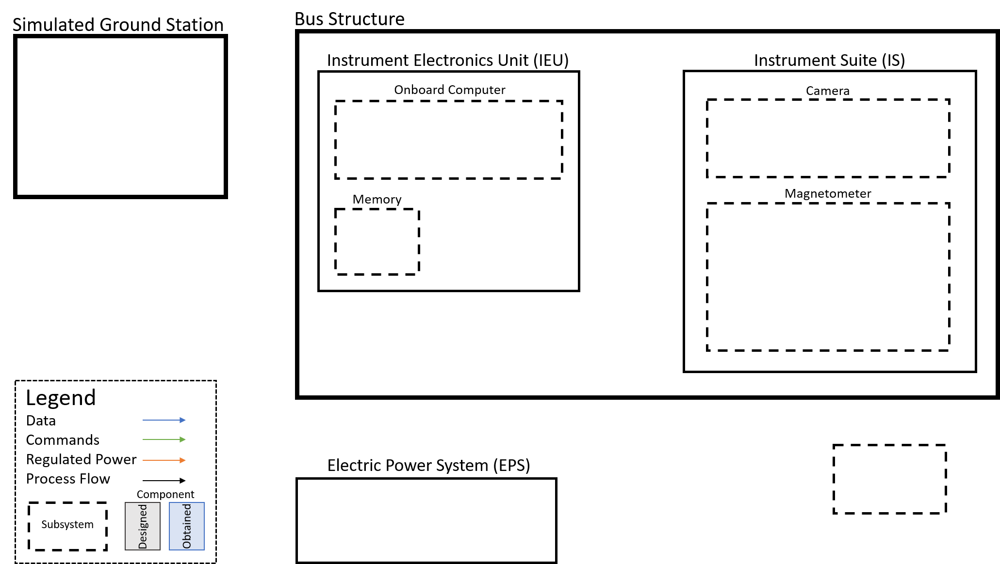 Simulated Ground Station
Bus Structure
Instrument Electronics Unit (IEU)
Instrument Suite (IS)
Onboard Computer
Camera
Memory
Magnetometer
Legend
Data
Commands
Regulated Power
Process Flow
Component
Subsystem
Designed
Obtained
Electric Power System (EPS)